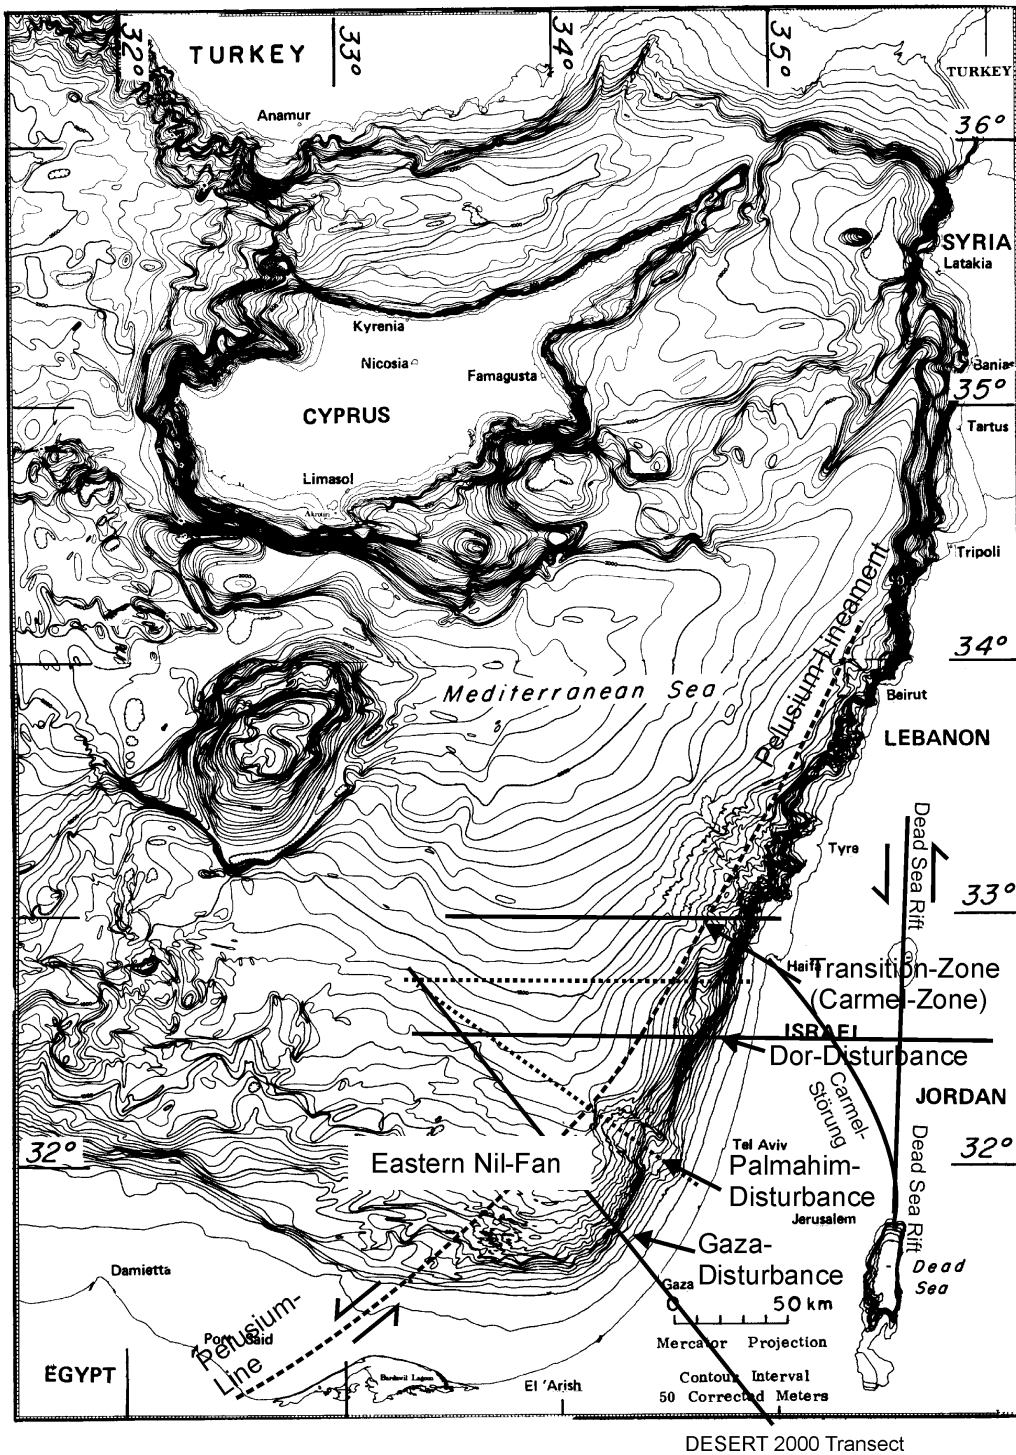 32°
33°
34°
35°
TURKEY
TURKEY
Anamur
36°
SYRIA
Latakia
Kyrenia
Nicosia
Famagusta
Banias
35°
CYPRUS
Tartus
Limasol
Akrotiri
Tripoli
Pelusium-Lineament
34°
Mediterranean Sea
Beirut
LEBANON
Dead Sea Rift
Tyre
33°
Haifa
Transition-Zone
(Carmel-Zone)
ISRAEL
Dor-Disturbance
Carmel-
Störung
JORDAN
32°
Tel Aviv
32°
Eastern Nil-Fan
Palmahim-
Disturbance
Dead Sea Rift
Jerusalem
Gaza-
Disturbance
Dead
Sea
Damietta
Gaza
0 50 km
Port Said
Pelusium-
Line
Mercator Projection
EGYPT
Bardawil Lagoon
El 'Arish
Contour Interval
50 Corrected Meters
DESERT 2000 Transect